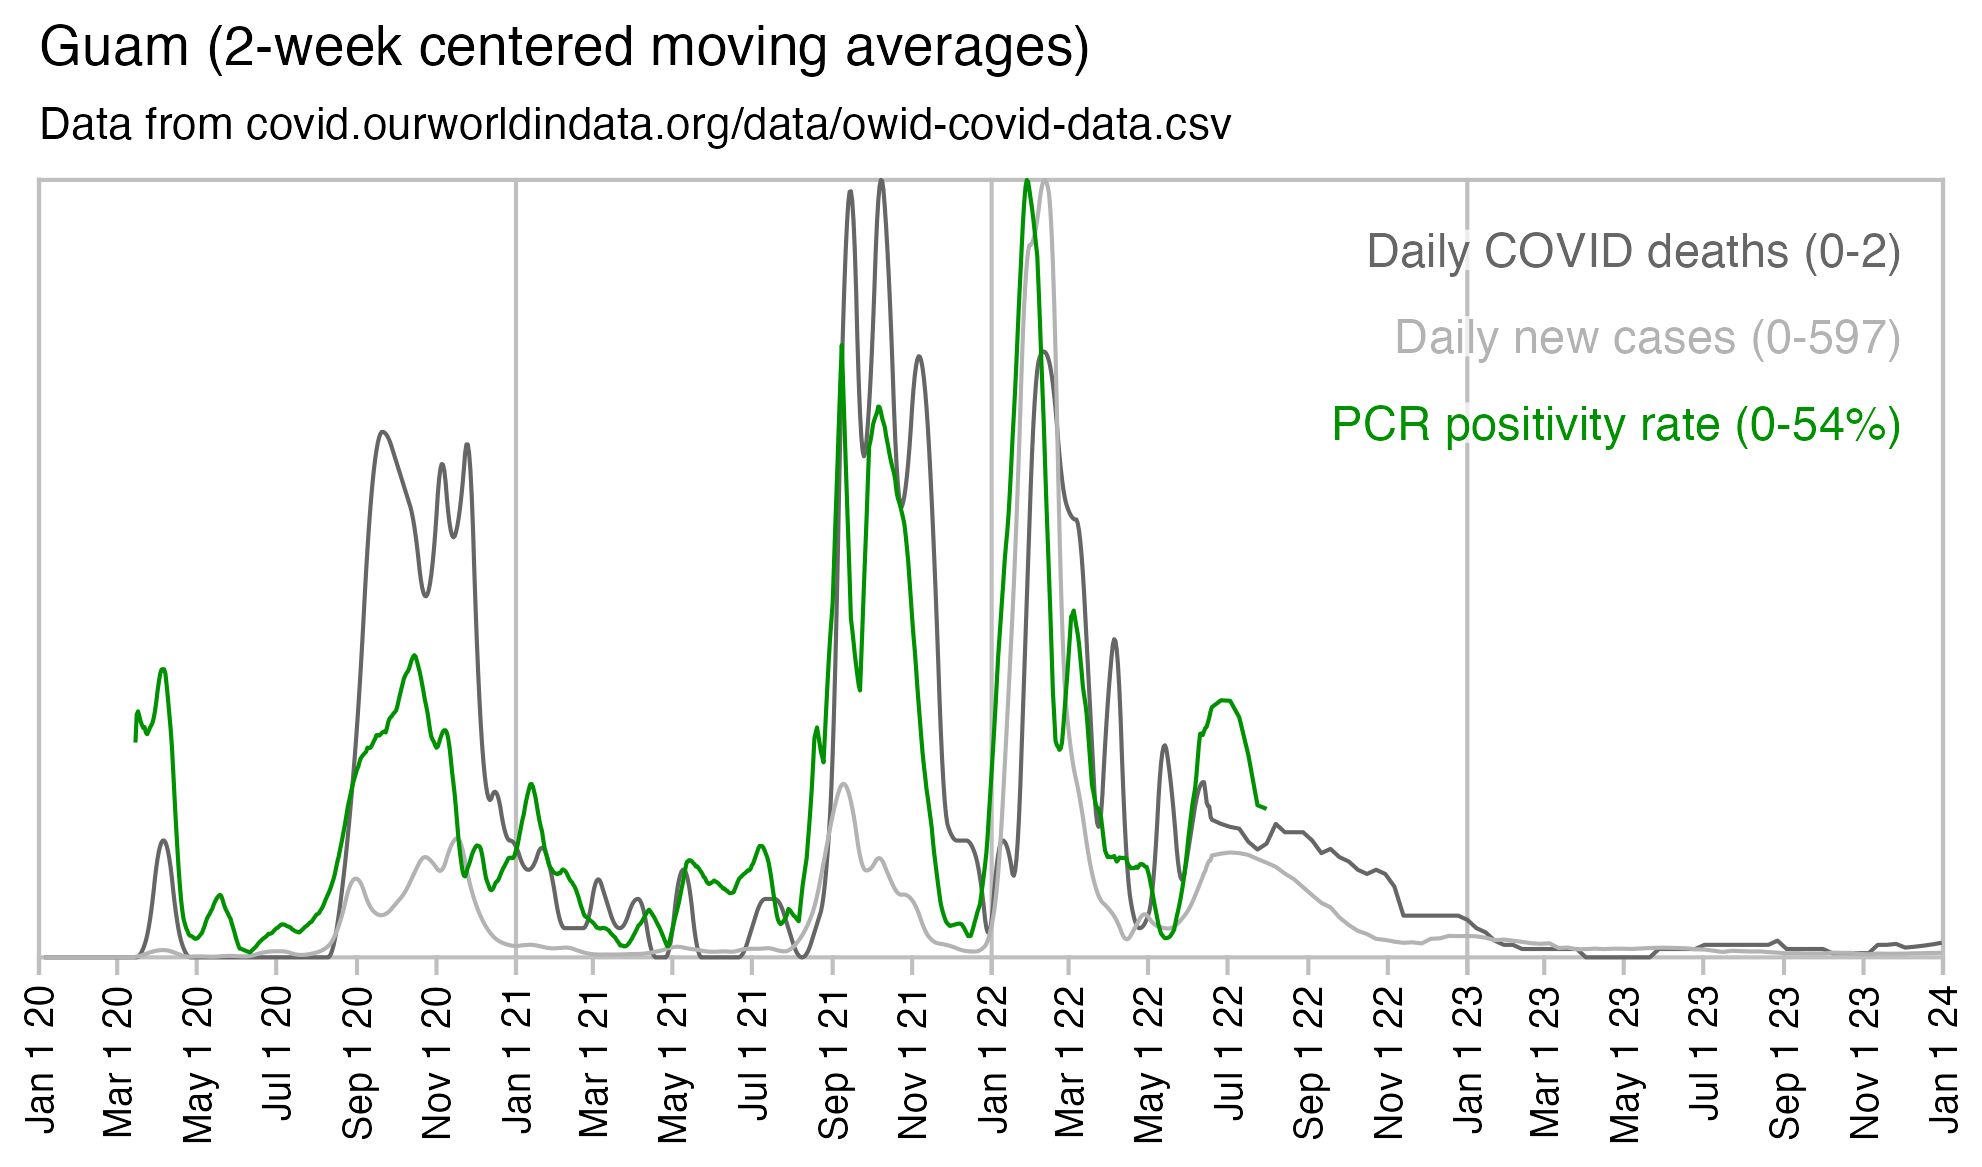 Guam (2-week centered moving averages)
Data from covid.ourworldindata.org/data/owid-covid-data.csv
Daily COVID deaths (0-2)
Daily new cases (0-597)
PCR positivity rate (0-54%)
Jan 1 20
Mar 1 20
May 1 20
Jul 1 20
Sep 1 20
Nov 1 20
Jan 1 21
Mar 1 21
May 1 21
Jul 1 21
Sep 1 21
Nov 1 21
Jan 1 22
Mar 1 22
May 1 22
Jul 1 22
Sep 1 22
Nov 1 22
Jan 1 23
Mar 1 23
May 1 23
Jul 1 23
Sep 1 23
Nov 1 23
Jan 1 24